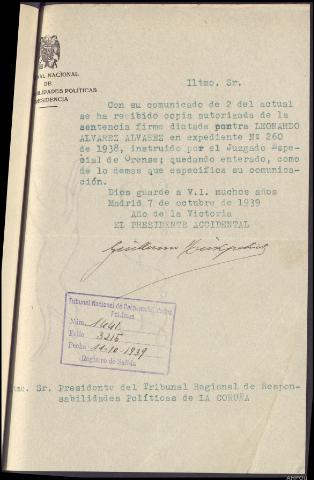 NAL NACIONAL
DE
ILIDADES POLÍTICAS
ESIDENCIA
Iltmo. Sr.
Con su comunicado de 2 del actual
se ha recibido copia autorizada de la
sentencia firme dictada contra LEONARDO
ALVAREZ ALVAREZ en expediente Nº 260
de 1938, instruido por el Juzgado Espe-
cial de Orense; quedando enterado, como
de lo demas que especifica su comunica-
ción.
Dios guarde a V.I. muchos años
Madrid 7 de octubre de 1939
Año de la Victoria
EL PRESIDENTE ACCIDENTAL
Guillermo
Tribunal Nacional de Responsabilidades
Políticas
Núm.
Folio 3215
Fecha 11-10-1939
Registro de Salida
tmo. Sr. Presidente del Tribunal Regional de Respon-
sabilidades Políticas de LA CORUÑA